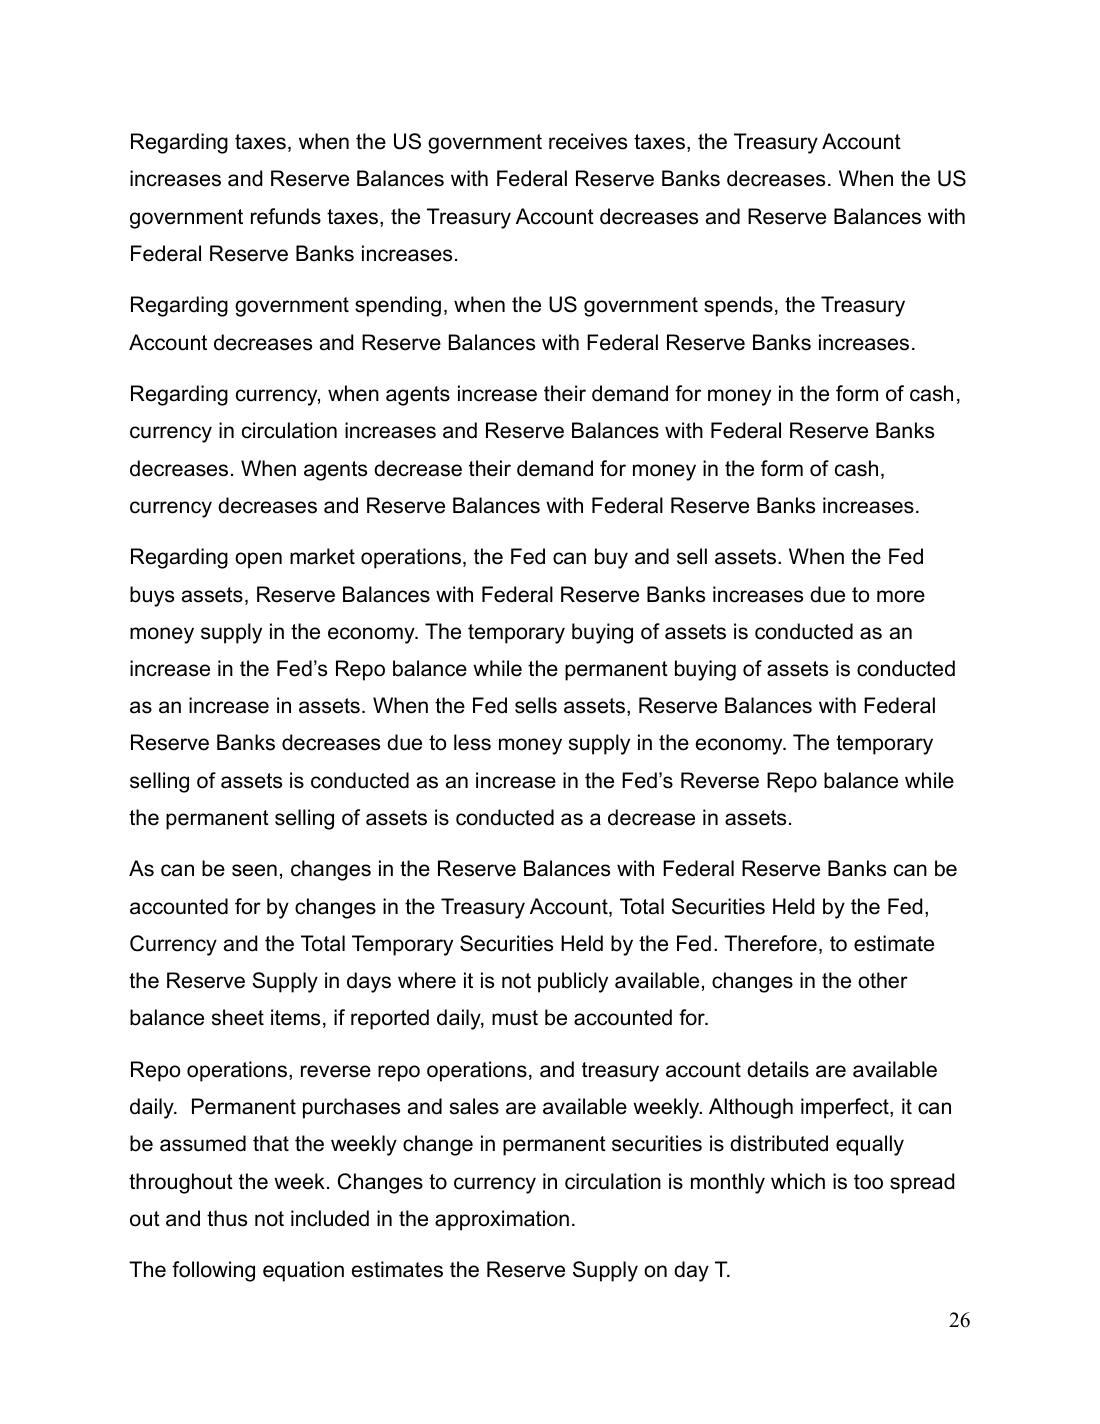 Regarding taxes, when the US government receives taxes, the Treasury Account
increases and Reserve Balances with Federal Reserve Banks decreases. When the US
government refunds taxes, the Treasury Account decreases and Reserve Balances with
Federal Reserve Banks increases.
Regarding government spending, when the US government spends, the Treasury
Account decreases and Reserve Balances with Federal Reserve Banks increases.
Regarding currency, when agents increase their demand for money in the form of cash,
currency in circulation increases and Reserve Balances with Federal Reserve Banks
decreases. When agents decrease their demand for money in the form of cash,
currency decreases and Reserve Balances with Federal Reserve Banks increases.
Regarding open market operations, the Fed can buy and sell assets. When the Fed
buys assets, Reserve Balances with Federal Reserve Banks increases due to more
money supply in the economy. The temporary buying of assets is conducted as an
increase in the Fed’s Repo balance while the permanent buying of assets is conducted
as an increase in assets. When the Fed sells assets, Reserve Balances with Federal
Reserve Banks decreases due to less money supply in the economy. The temporary
selling of assets is conducted as an increase in the Fed’s Reverse Repo balance while
the permanent selling of assets is conducted as a decrease in assets.
As can be seen, changes in the Reserve Balances with Federal Reserve Banks can be
accounted for by changes in the Treasury Account, Total Securities Held by the Fed,
Currency and the Total Temporary Securities Held by the Fed. Therefore, to estimate
the Reserve Supply in days where it is not publicly available, changes in the other
balance sheet items, if reported daily, must be accounted for.
Repo operations, reverse repo operations, and treasury account details are available
daily.  Permanent purchases and sales are available weekly. Although imperfect, it can
be assumed that the weekly change in permanent securities is distributed equally
throughout the week. Changes to currency in circulation is monthly which is too spread
out and thus not included in the approximation.
The following equation estimates the Reserve Supply on day T.
26